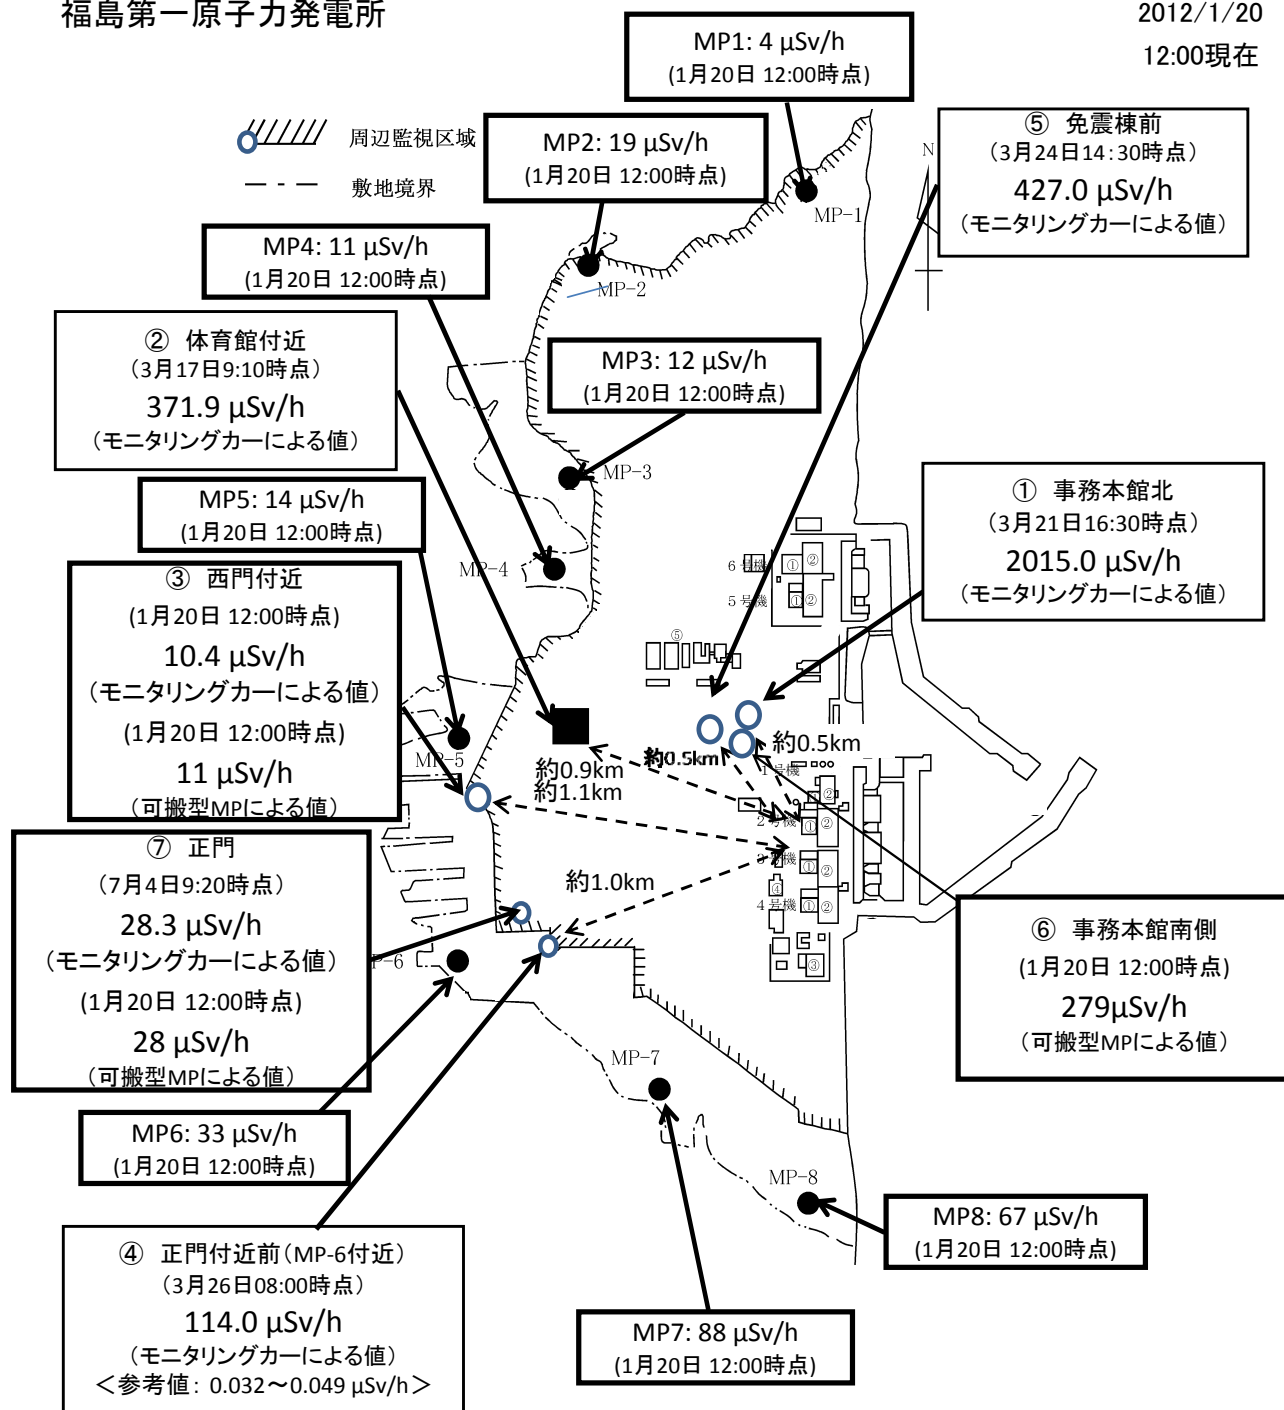 福島第一原子力発電所
2012/1/20
12:00現在
MP1: 4 μSv/h
(1月20日 12:00時点)
周辺監視区域
敷地境界
MP2: 19 μSv/h
(1月20日 12:00時点)
⑤ 免震棟前
(3月24日14:30時点)
427.0 μSv/h
(モニタリングカーによる値)
N
MP-1
MP4: 11 μSv/h
(1月20日 12:00時点)
MP-2
② 体育館付近
(3月17日9:10時点)
371.9 μSv/h
(モニタリングカーによる値)
MP3: 12 μSv/h
(1月20日 12:00時点)
MP-3
MP5: 14 μSv/h
(1月20日 12:00時点)
① 事務本館北
(3月21日16:30時点)
2015.0 μSv/h
(モニタリングカーによる値)
MP-4
6号機 ① ②
5号機 ① ②
③ 西門付近
(1月20日 12:00時点)
10.4 μSv/h
(モニタリングカーによる値)
(1月20日 12:00時点)
11 μSv/h
(可搬型MPによる値)
⑤
MP-5
約0.9km
約1.1km
約0.5km
約0.5km
1号機
① ②
2号機 ① ②
3号機 ① ②
④
4号機 ① ②
③
約1.0km
⑦ 正門
(7月4日9:20時点)
28.3 μSv/h
(モニタリングカーによる値)
(1月20日 12:00時点)
28 μSv/h
(可搬型MPによる値)
P-6
⑥ 事務本館南側
(1月20日 12:00時点)
279μSv/h
(可搬型MPによる値)
MP-7
MP6: 33 μSv/h
(1月20日 12:00時点)
MP-8
MP8: 67 μSv/h
(1月20日 12:00時点)
④ 正門付近前(MP-6付近)
(3月26日08:00時点)
114.0 μSv/h
(モニタリングカーによる値)
<参考値: 0.032~0.049 μSv/h>
MP7: 88 μSv/h
(1月20日 12:00時点)